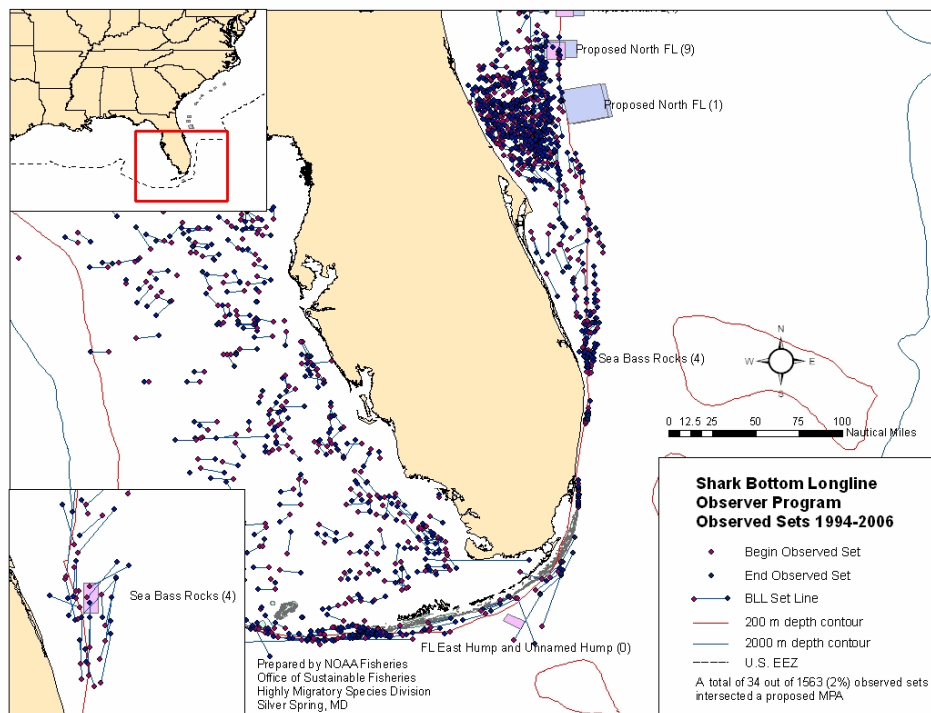 Proposed North FL (9)
Proposed North FL (1)
Sea Bass Rocks (4)
N
W E
S
0 12.5 25 50 75 100
Nautical Miles
Sea Bass Rocks (4)
FL East Hump and Unnamed Hump (0)
Prepared by NOAA Fisheries
Office of Sustainable Fisheries
Highly Migratory Species Division
Silver Spring, MD
Shark Bottom Longline
Observer Program
Observed Sets 1994-2006
Begin Observed Set
End Observed Set
BLL Set Line
200 m depth contour
2000 m depth contour
U.S. EEZ
A total of 34 out of 1563 (2%) observed sets
intersected a proposed MPA